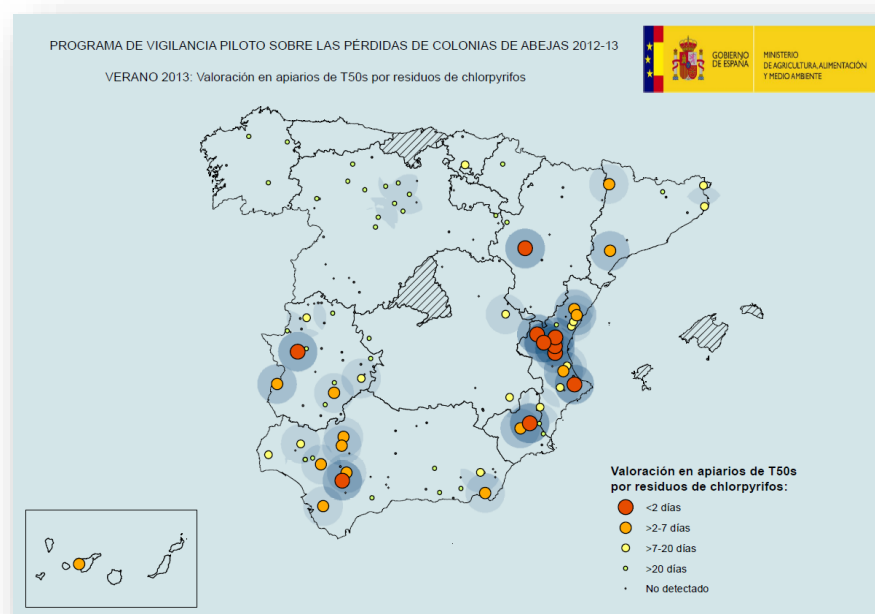 PROGRAMA DE VIGILANCIA PILOTO SOBRE LAS PÉRDIDAS DE COLONIAS DE ABEJAS 2012-13
VERANO 2013: Valoración en apiarios de T50s por residuos de chlorpyrifos
GOBIERNO
DE ESPAÑA
MINISTERIO
DE AGRICULTURA, ALIMENTACIÓN
Y MEDIO AMBIENTE
Valoración en apiarios de T50s
por residuos de chlorpyrifos:
<2 días
>2-7 días
>7-20 días
>20 días
No detectado